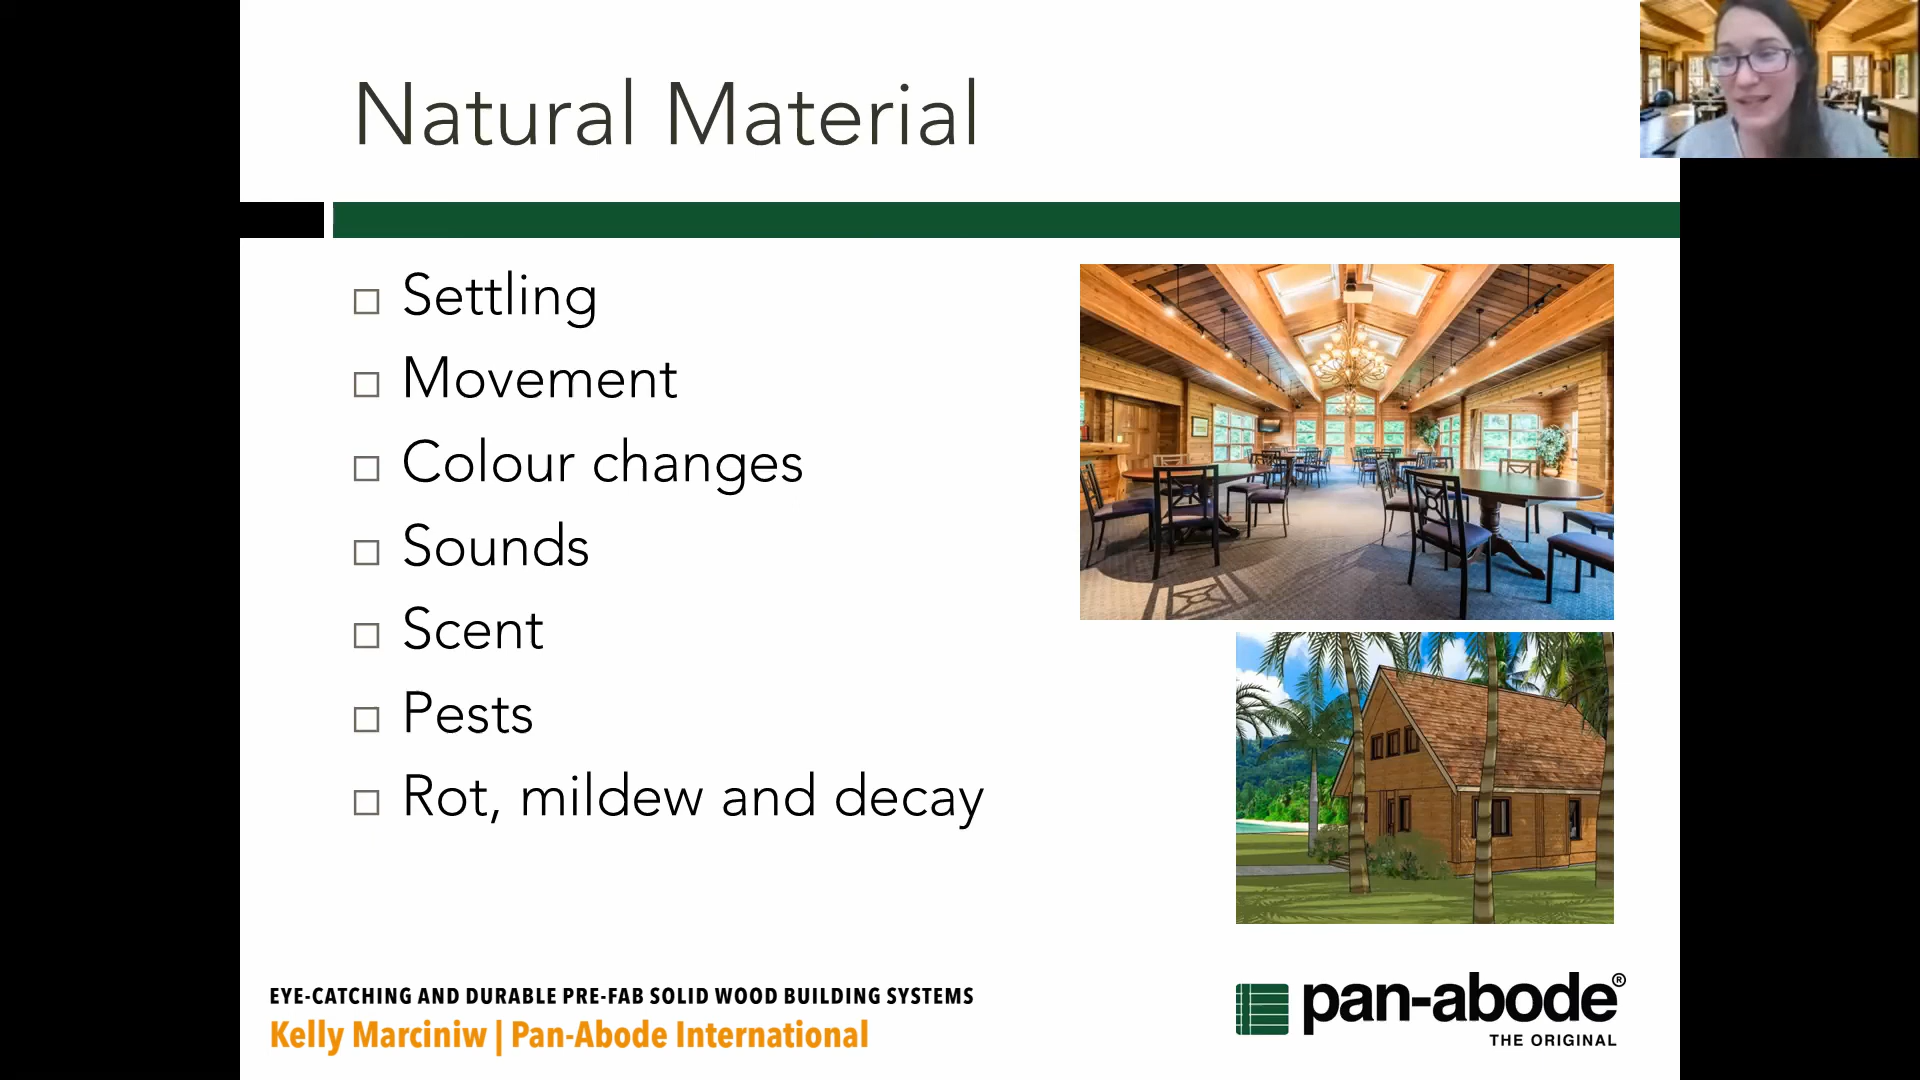 Natural Material
Settling
Movement
Colour changes
Sounds
Scent
Pests
Rot, mildew and decay
EYE-CATCHING AND DURABLE PRE-FAB SOLID WOOD BUILDING SYSTEMS
Kelly Marciniw | Pan-Abode International
pan-abode®
THE ORIGINAL